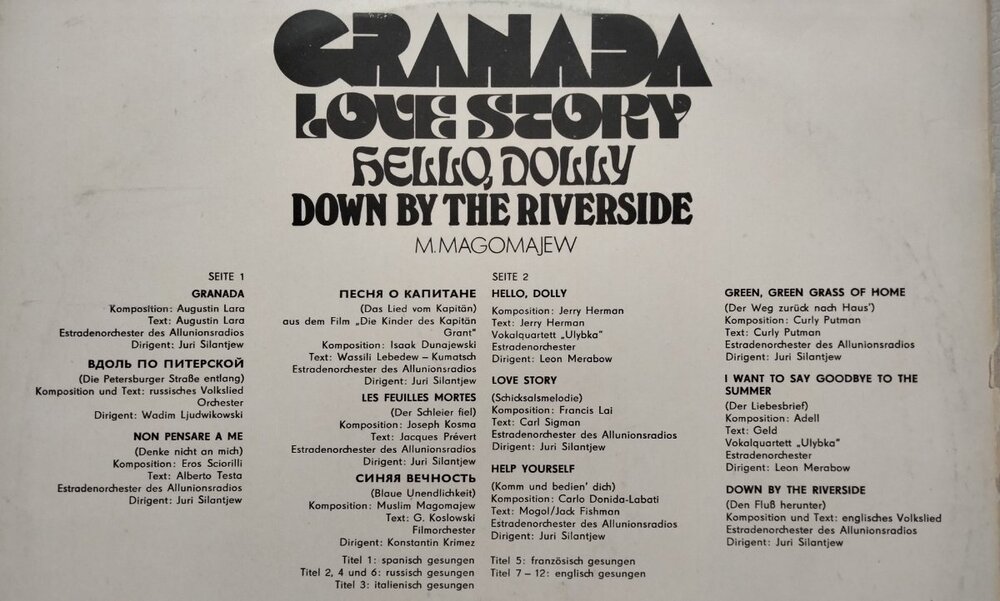 GRANADA
LOVE STORY
HELLO, DOLLY
DOWN BY THE RIVERSIDE
M. MAGOMAJEW
SEITE 1
GRANADA
Komposition: Augustin Lara
Text: Augustin Lara
Estradenorchester des Allunionsradios
Dirigent: Juri Silantjew
ВДОЛЬ ПО ПИТЕРСКОЙ
(Die Petersburger Straße entlang)
Komposition und Text: russisches Volkslied
Orchester
Dirigent: Wadim Ljudwikowski
NON PENSARE A ME
(Denke nicht an mich)
Komposition: Eros Sciorilli
Text: Alberto Testa
Estradenorchester des Allunionsradios
Dirigent: Juri Silantjew
ПЕСНЯ О КАПИТАНЕ
(Das Lied vom Kapitän)
aus dem Film „Die Kinder des Kapitän
Grant"
Komposition: Isaak Dunajewski
Text: Wassili Lebedew – Kumatsch
Estradenorchester des Allunionsradios
Dirigent: Juri Silantjew
LES FEUILLES MORTES
(Der Schleier fiel)
Komposition: Joseph Kosma
Text: Jacques Prévert
Estradenorchester des Allunionsradios
Dirigent: Juri Silantjew
СИНЯЯ ВЕЧНОСТЬ
(Blaue Unendlichkeit)
Komposition: Muslim Magomajew
Text: G. Koslowski
Filmorchester
Dirigent: Konstantin Krimez
Titel 1: spanisch gesungen
Titel 2, 4 und 6: russisch gesungen
Titel 3: italienisch gesungen
SEITE 2
HELLO, DOLLY
Komposition: Jerry Herman
Text: Jerry Herman
Vokalquartett „Ulybka"
Estradenorchester
Dirigent: Leon Merabow
LOVE STORY
(Schicksalsmelodie)
Komposition: Francis Lai
Text: Carl Sigman
Estradenorchester des Allunionsradios
Dirigent: Juri Silantjew
HELP YOURSELF
(Komm und bedien' dich)
Komposition: Carlo Donida-Labati
Text: Mogol/Jack Fishman
Estradenorchester des Allunionsradios
Dirigent: Juri Silantjew
Titel 5: französisch gesungen
Titel 7 – 12: englisch gesungen
GREEN, GREEN GRASS OF HOME
(Der Weg zurück nach Haus')
Komposition: Curly Putman
Text: Curly Putman
Estradenorchester des Allunionsradios
Dirigent: Juri Silantjew
I WANT TO SAY GOODBYE TO THE
SUMMER
(Der Liebesbrief)
Komposition: Adell
Text: Geld
Vokalquartett „Ulybka"
Estradenorchester
Dirigent: Leon Merabow
DOWN BY THE RIVERSIDE
(Den Fluß herunter)
Komposition und Text: englisches Volkslied
Estradenorchester des Allunionsradios
Dirigent: Juri Silantjew